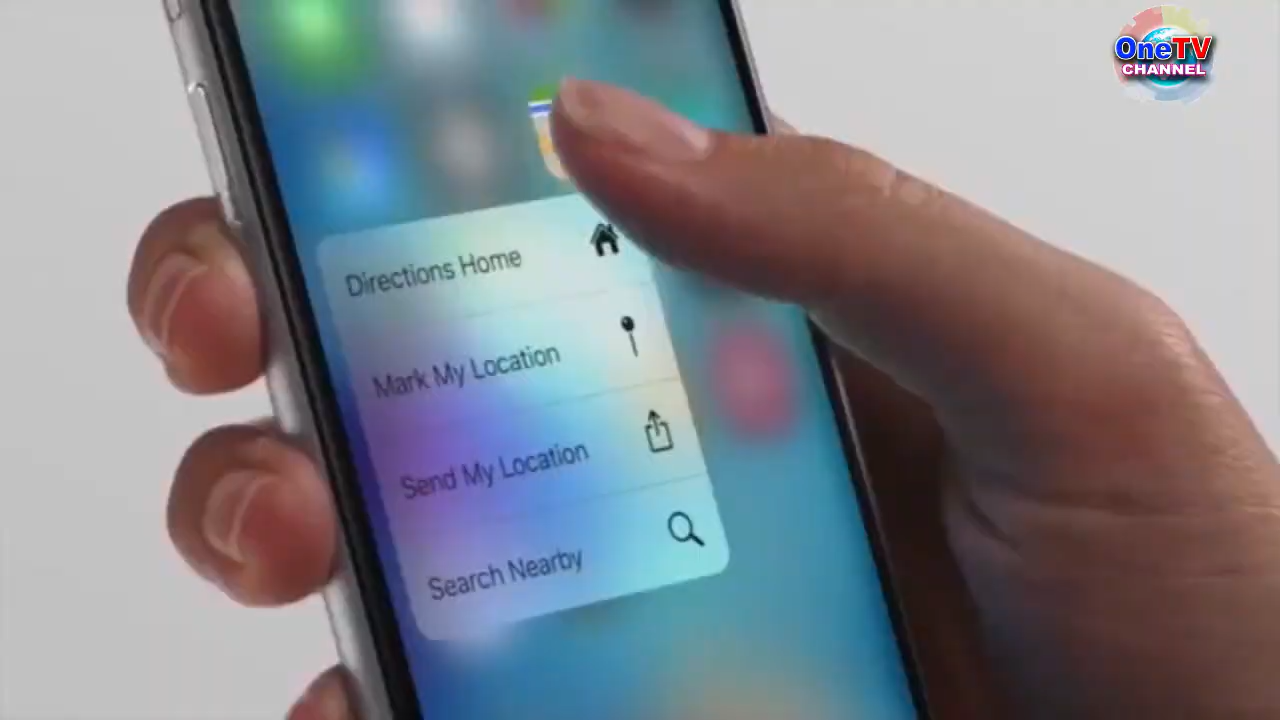 OneTV
CHANNEL
Directions Home
Mark My Location
Send My Location
Search Nearby